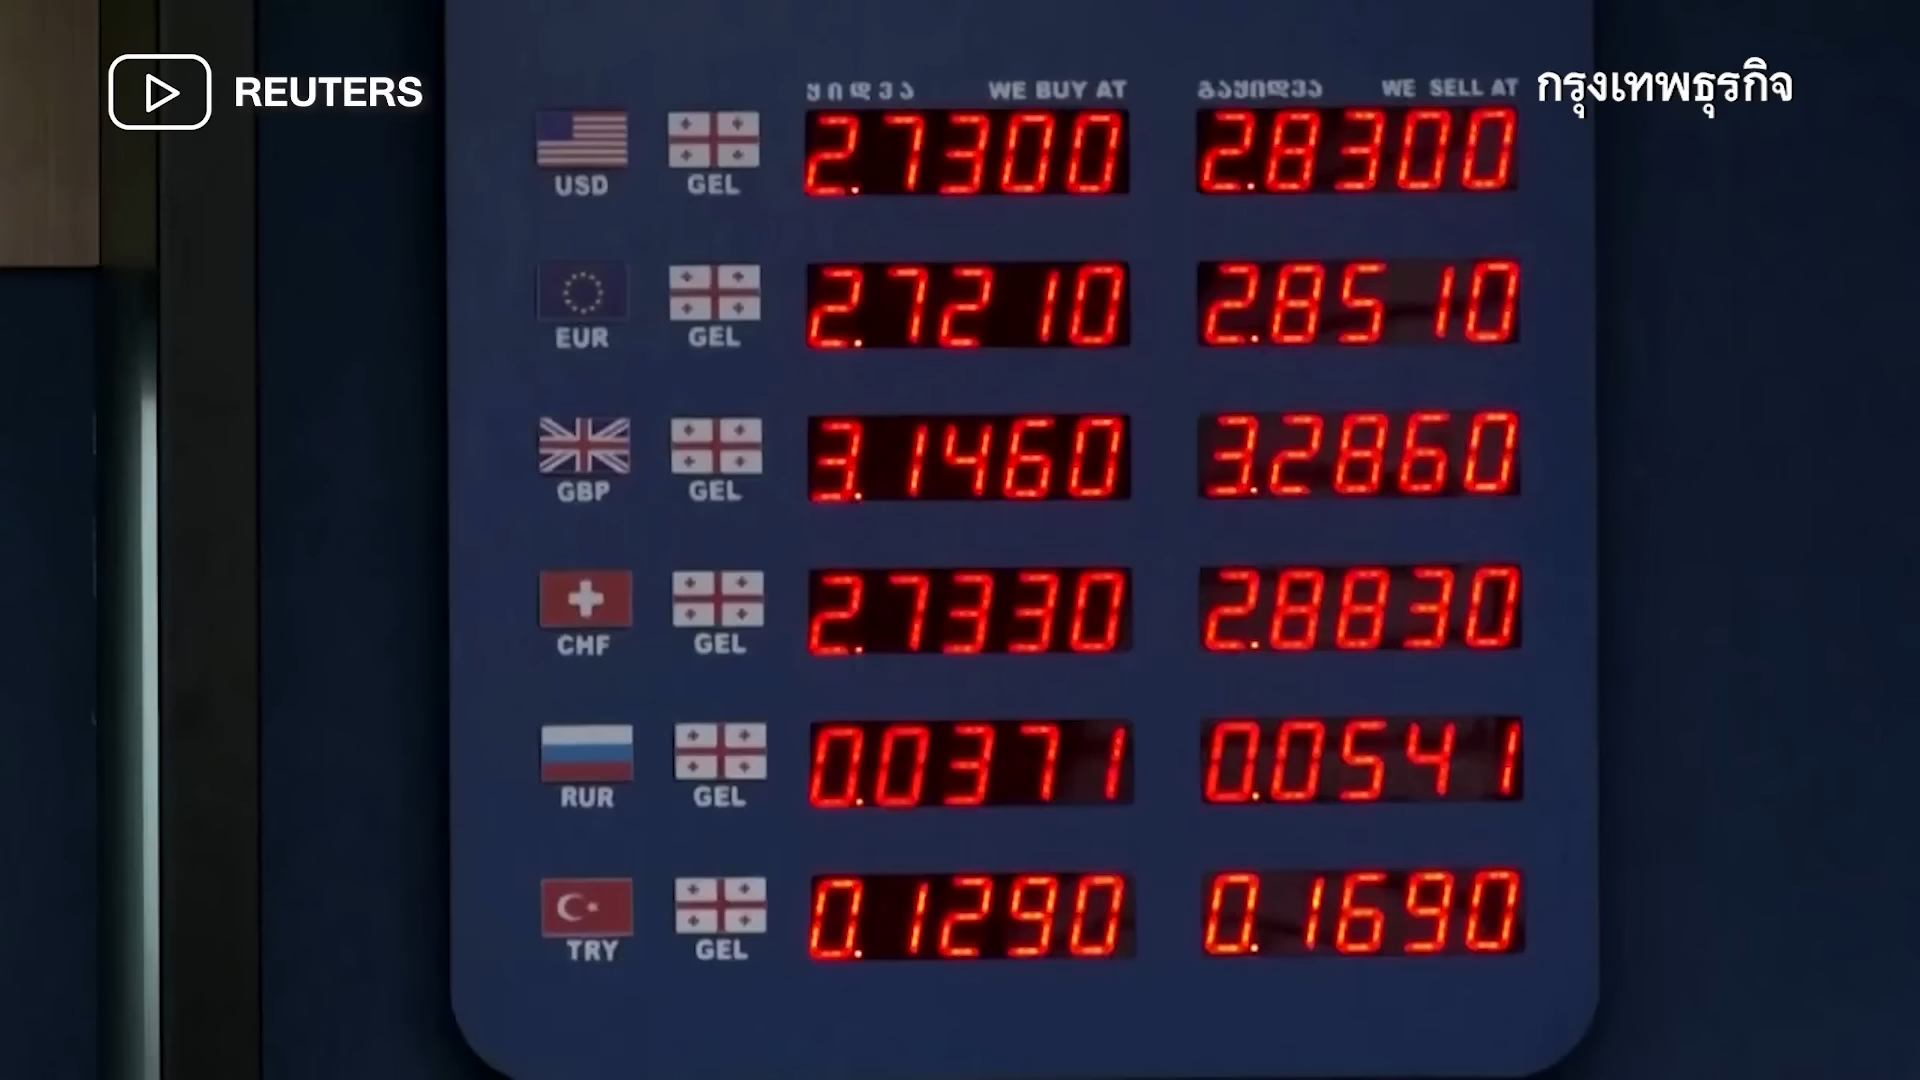 REUTERS
กรุงเทพธุรกิจ
ყიდვა WE BUY AT გაყიდვა WE SELL AT
USD GEL 2.7300 2.8300
EUR GEL 2.7210 2.8510
GBP GEL 3.1460 3.2860
CHF GEL 2.7330 2.8830
RUR GEL 0.0371 0.0541
TRY GEL 0.1290 0.1690